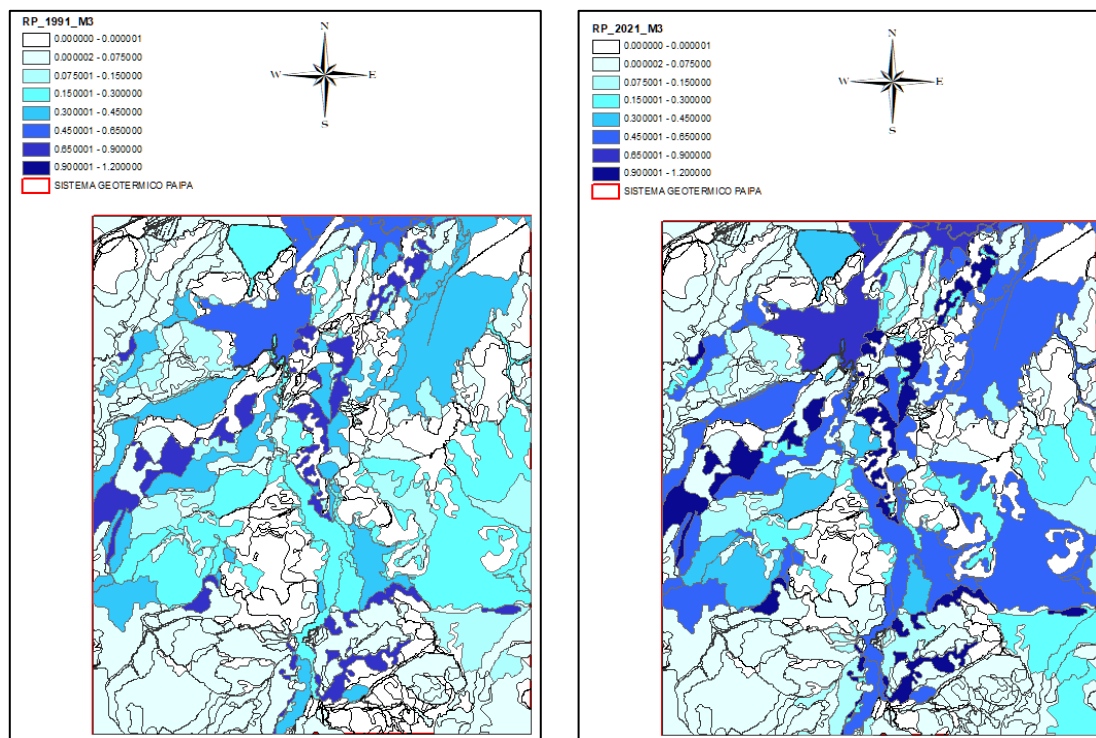 RP_1991_M3
0.000000 - 0.000001
0.000002 - 0.075000
0.075001 - 0.150000
0.150001 - 0.300000
0.300001 - 0.450000
0.450001 - 0.650000
0.650001 - 0.900000
0.900001 - 1.200000
SISTEMA GEOTERMICO PAIPA
N
W E
S
RP_2021_M3
0.000000 - 0.000001
0.000002 - 0.075000
0.075001 - 0.150000
0.150001 - 0.300000
0.300001 - 0.450000
0.450001 - 0.650000
0.650001 - 0.900000
0.900001 - 1.200000
SISTEMA GEOTERMICO PAIPA
N
W E
S